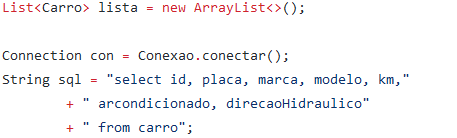 List<Carro> lista = new ArrayList<>();
Connection con = Conexao.conectar();
String sql = "select id, placa, marca, modelo, km,"
+ " arcondicionado, direcaoHidraulico"
+ " from carro";